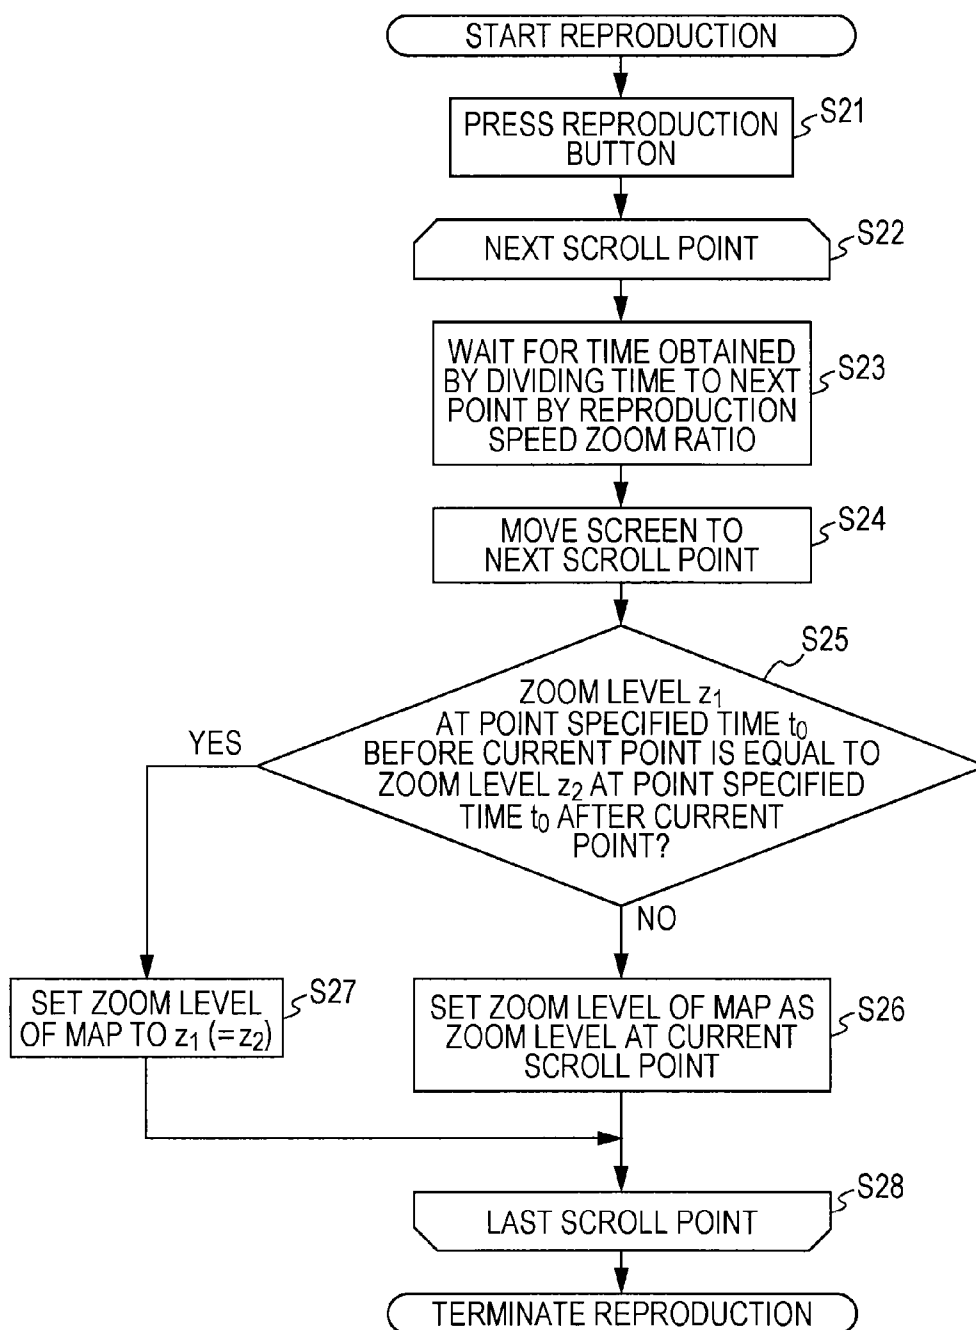 START REPRODUCTION
S21
PRESS REPRODUCTION
BUTTON
S22
NEXT SCROLL POINT
S23
WAIT FOR TIME OBTAINED
BY DIVIDING TIME TO NEXT
POINT BY REPRODUCTION
SPEED ZOOM RATIO
S24
MOVE SCREEN TO
NEXT SCROLL POINT
S25
ZOOM LEVEL z₁
AT POINT SPECIFIED TIME t₀
BEFORE CURRENT POINT IS EQUAL TO
ZOOM LEVEL z₂ AT POINT SPECIFIED
TIME t₀ AFTER CURRENT
POINT?
YES
NO
S27
SET ZOOM LEVEL
OF MAP TO z₁ (=z₂)
S26
SET ZOOM LEVEL OF MAP AS
ZOOM LEVEL AT CURRENT
SCROLL POINT
S28
LAST SCROLL POINT
TERMINATE REPRODUCTION